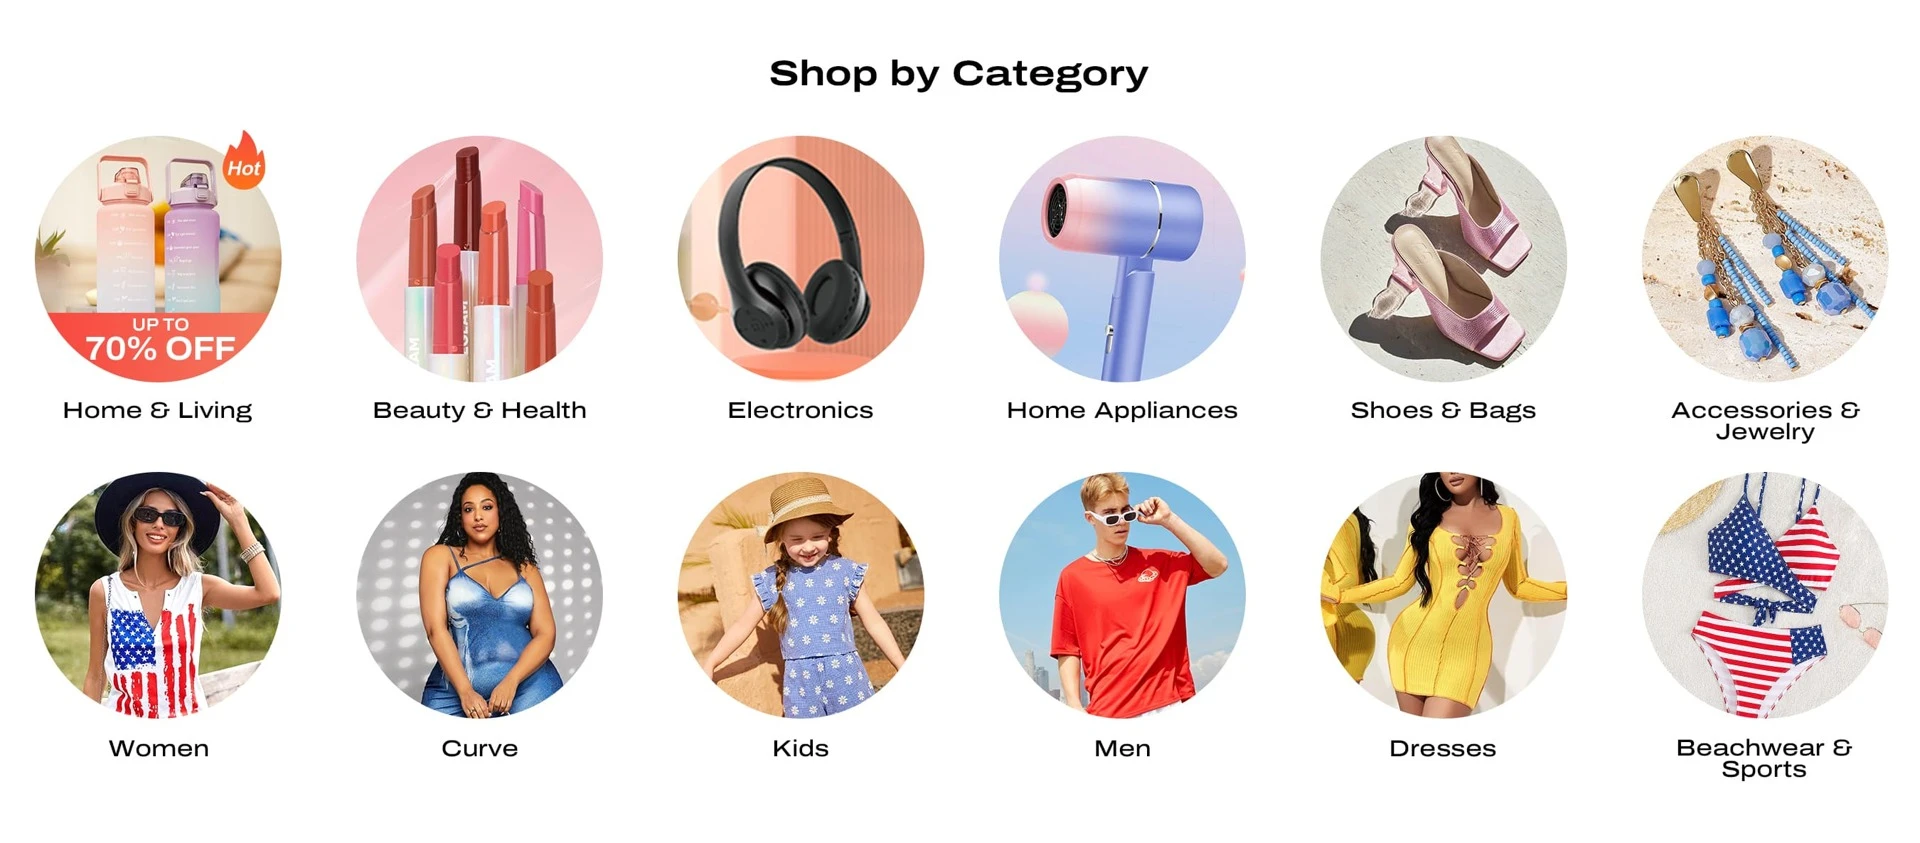 Shop by Category
Hot
UP TO
70% OFF
Home & Living
Beauty & Health
Electronics
Home Appliances
Shoes & Bags
Accessories &
Jewelry
Women
Curve
Kids
Men
Dresses
Beachwear &
Sports